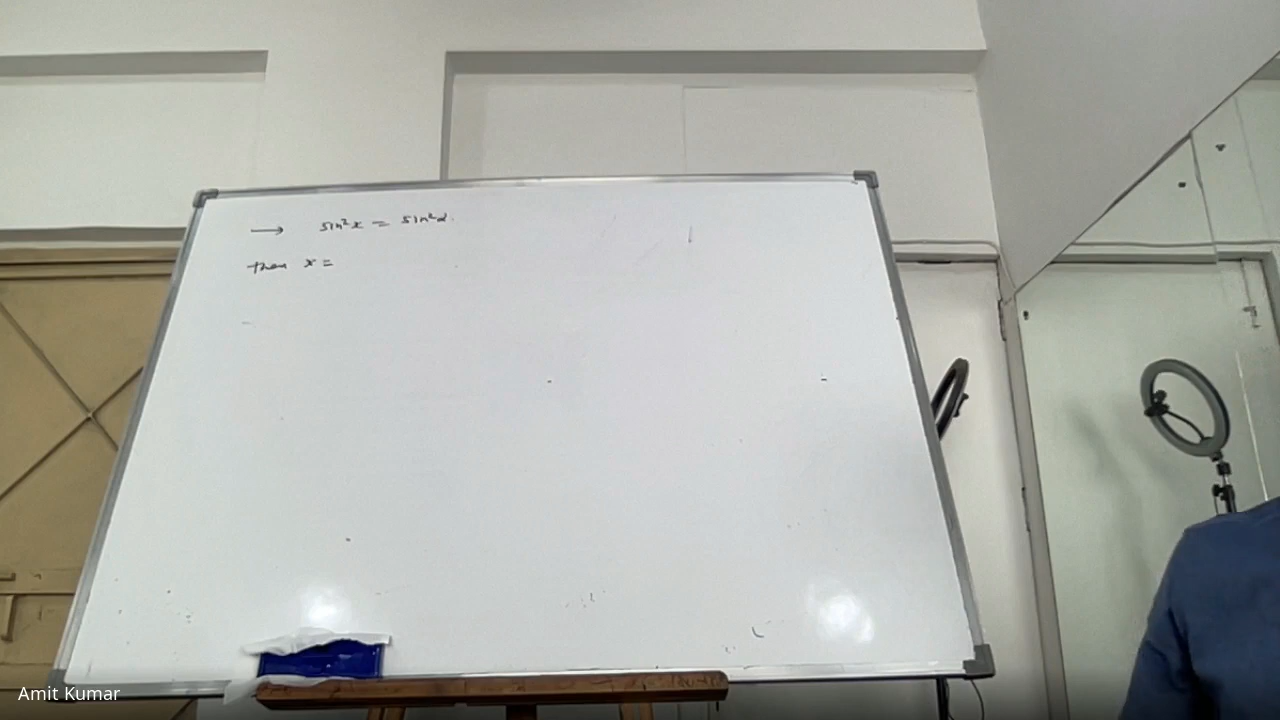 → sin²x = sin²α.
then x =
Amit Kumar